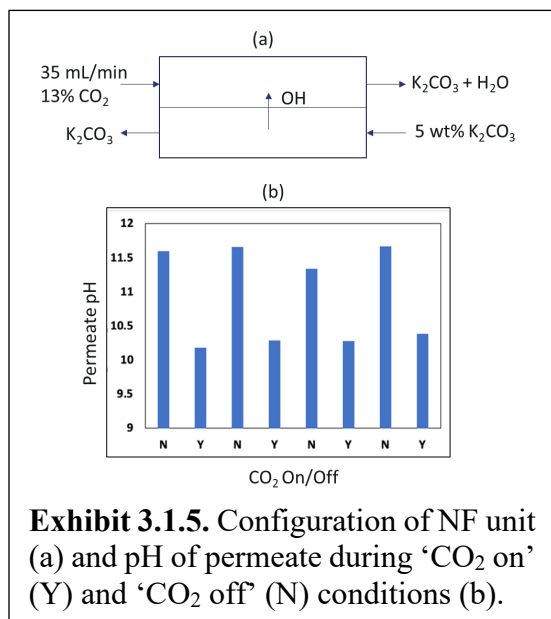 (a)
35 mL/min
13% CO₂
K₂CO₃ + H₂O
OH
K₂CO₃
5 wt% K₂CO₃
(b)
12
11.5
11
10.5
10
9.5
9
Permeate pH
N Y N Y N Y N Y
CO₂ On/Off
Exhibit 3.1.5. Configuration of NF unit
(a) and pH of permeate during ‘CO₂ on’
(Y) and ‘CO₂ off’ (N) conditions (b).